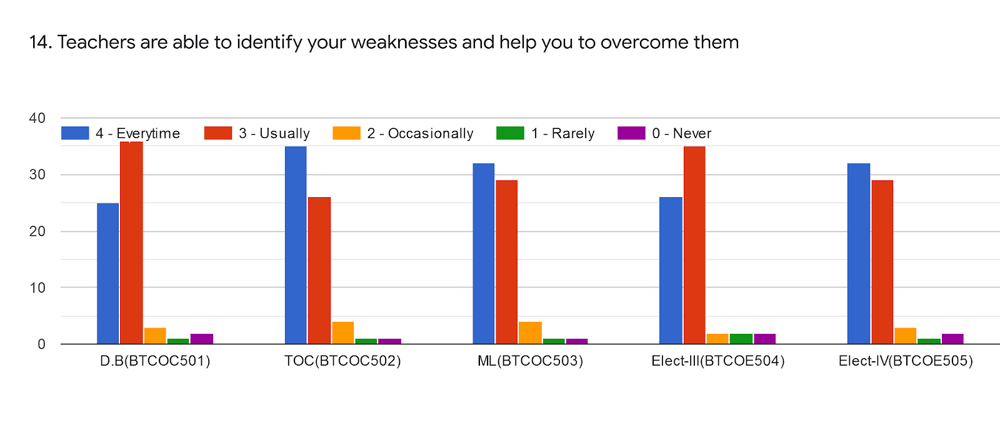 14. Teachers are able to identify your weaknesses and help you to overcome them
40
4 - Everytime 3 - Usually 2 - Occasionally 1 - Rarely 0 - Never
30
20
10
0
D.B(BTCOC501) TOC(BTCOC502) ML(BTCOC503) Elect-III(BTCOE504) Elect-IV(BTCOE505)